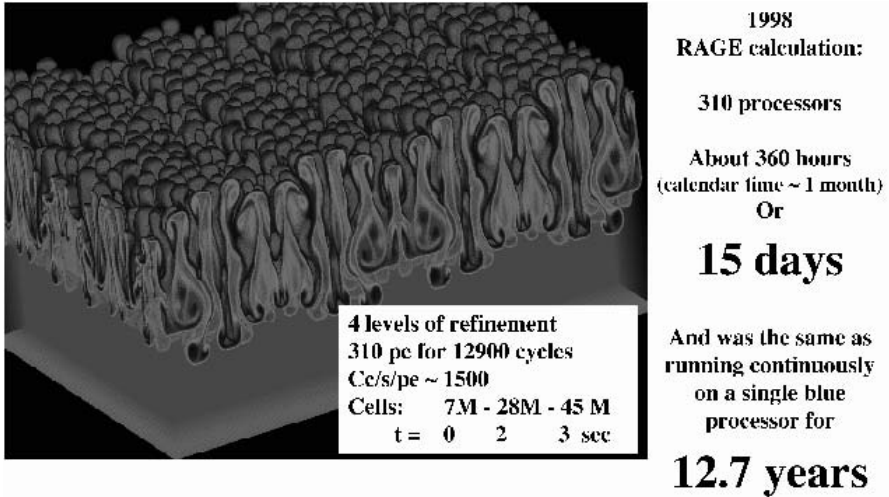 1998
RAGE calculation:
310 processors
About 360 hours
(calendar time ~ 1 month)
Or
15 days
And was the same as
running continuously
on a single blue
processor for
12.7 years
4 levels of refinement
310 pe for 12900 cycles
Cc/s/pe ~ 1500
Cells: 7M - 28M - 45 M
t = 0 2 3 sec